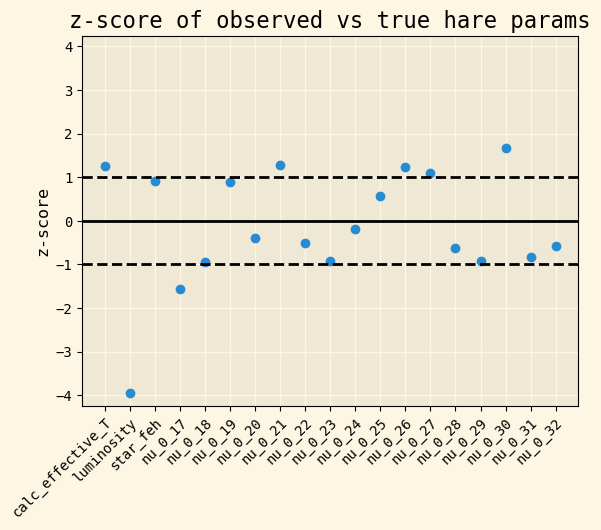 z-score of observed vs true hare params
z-score
4
3
2
1
0
−1
−2
−3
−4
calc_effective_T
luminosity
star_feh
nu_0_17
nu_0_18
nu_0_19
nu_0_20
nu_0_21
nu_0_22
nu_0_23
nu_0_24
nu_0_25
nu_0_26
nu_0_27
nu_0_28
nu_0_29
nu_0_30
nu_0_31
nu_0_32